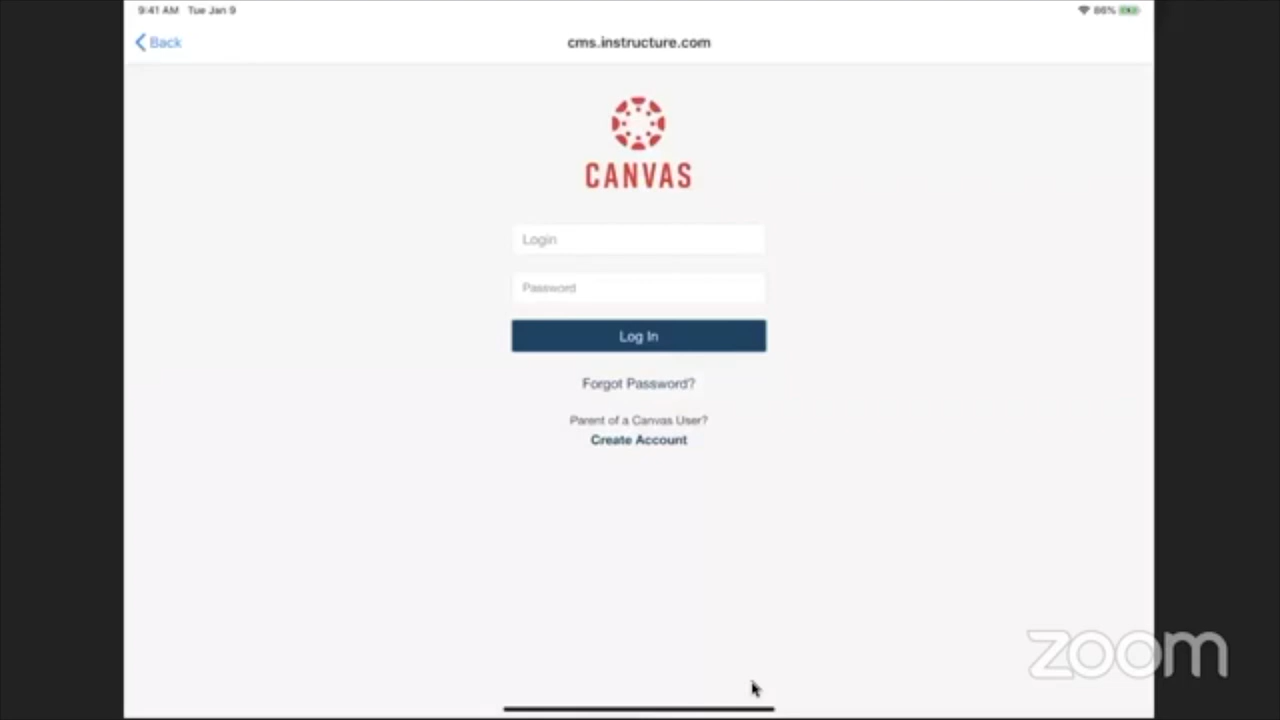 9:41 AM Tue Jan 9
86%
Back
cms.instructure.com
CANVAS
Login
Password
Log In
Forgot Password?
Parent of a Canvas User?
Create Account
zoom